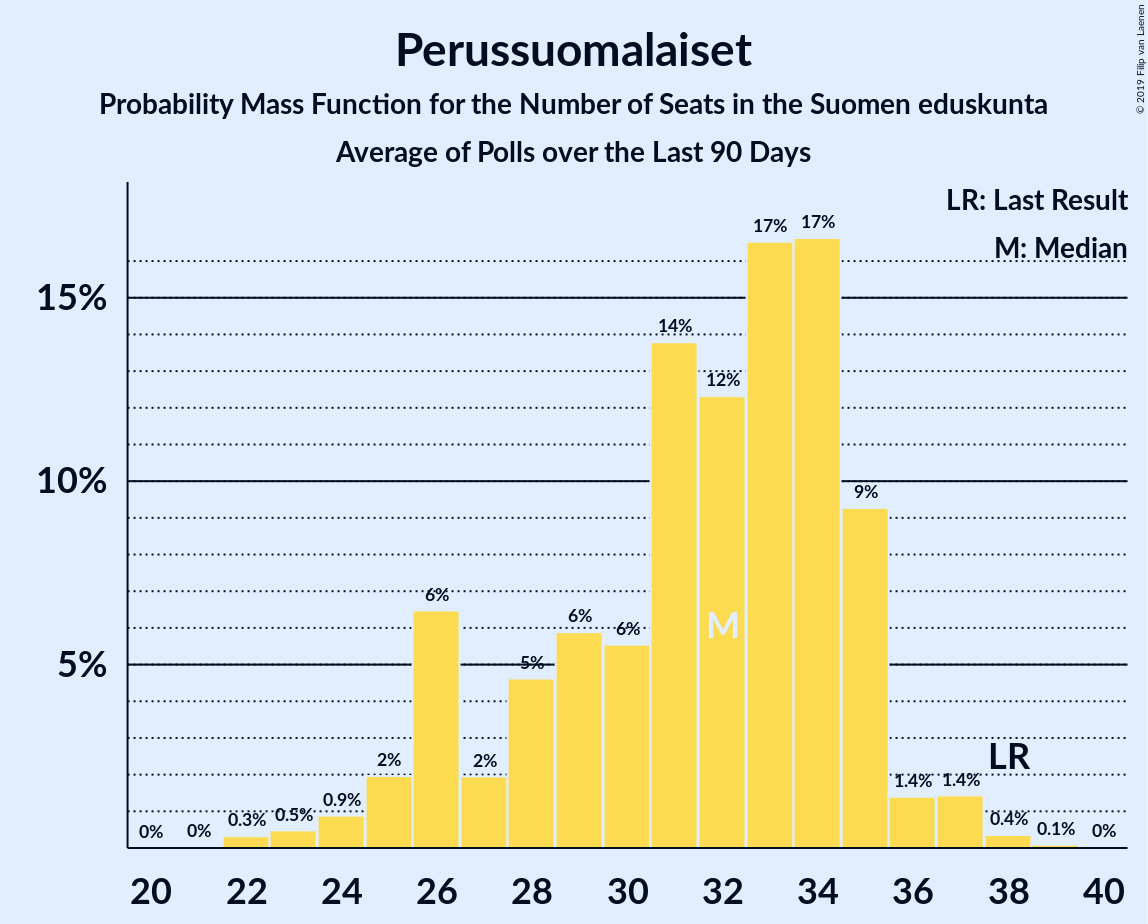 Perussuomalaiset
Probability Mass Function for the Number of Seats in the Suomen eduskunta
Average of Polls over the Last 90 Days
© 2019 Filip van Laenen
LR: Last Result
M: Median
15%
10%
5%
0%
0%
0.3%
0.5%
0.9%
2%
6%
2%
5%
6%
6%
14%
12%
17%
17%
9%
1.4%
1.4%
0.4%
0.1%
0%
M
LR
20 22 24 26 28 30 32 34 36 38 40